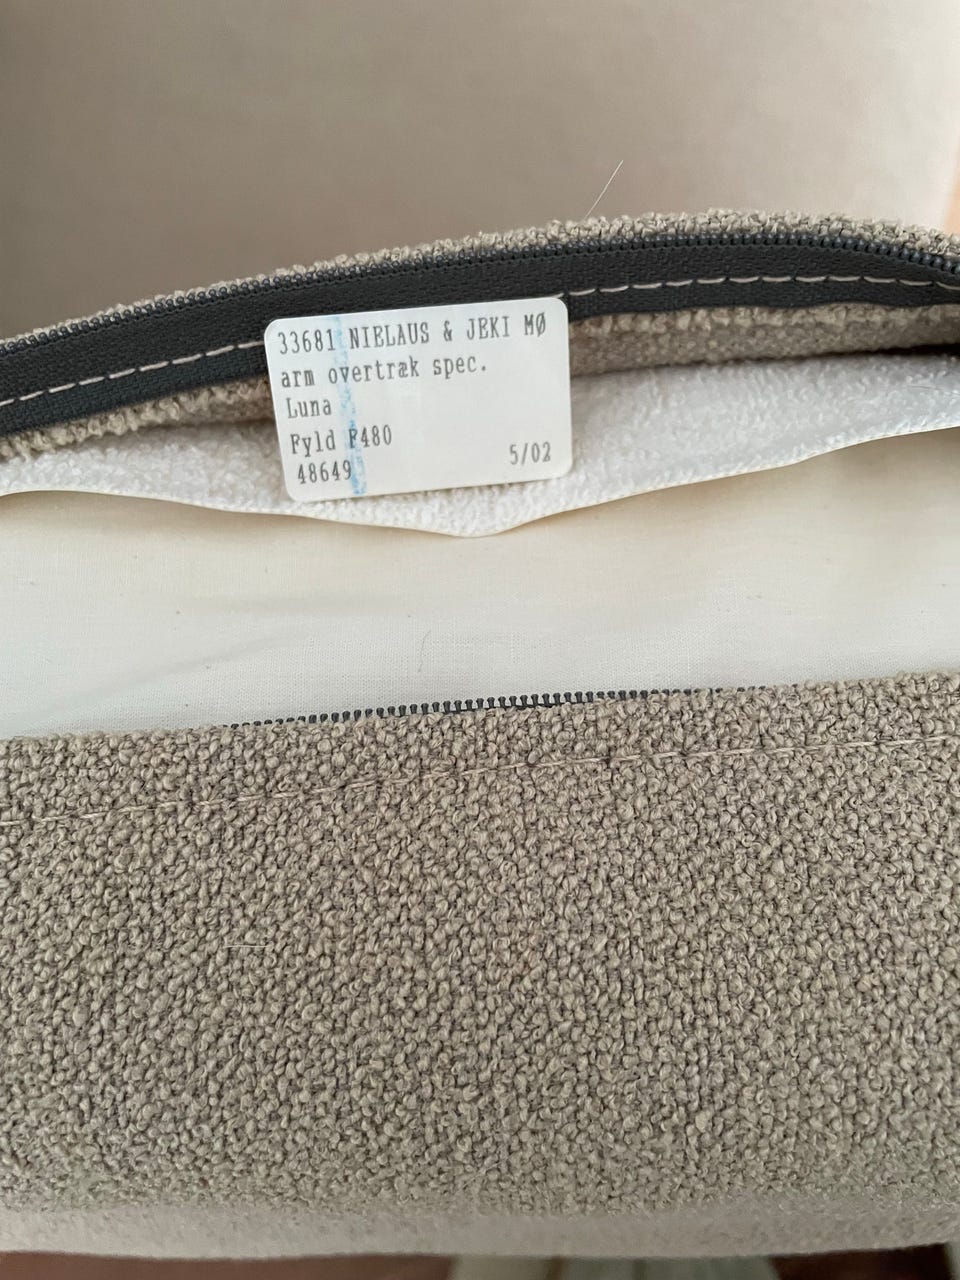 33681 NIELAUS & JEKI MØ
arm overtræk spec.
Luna
Fyld F480
48649 5/02